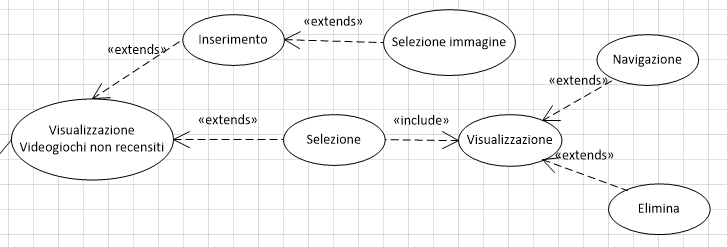 «extends»
Inserimento
«extends»
Selezione immagine
Navigazione
«extends»
Visualizzazione
Videogiochi non recensiti
«extends»
Selezione
«include»
Visualizzazione
«extends»
Elimina